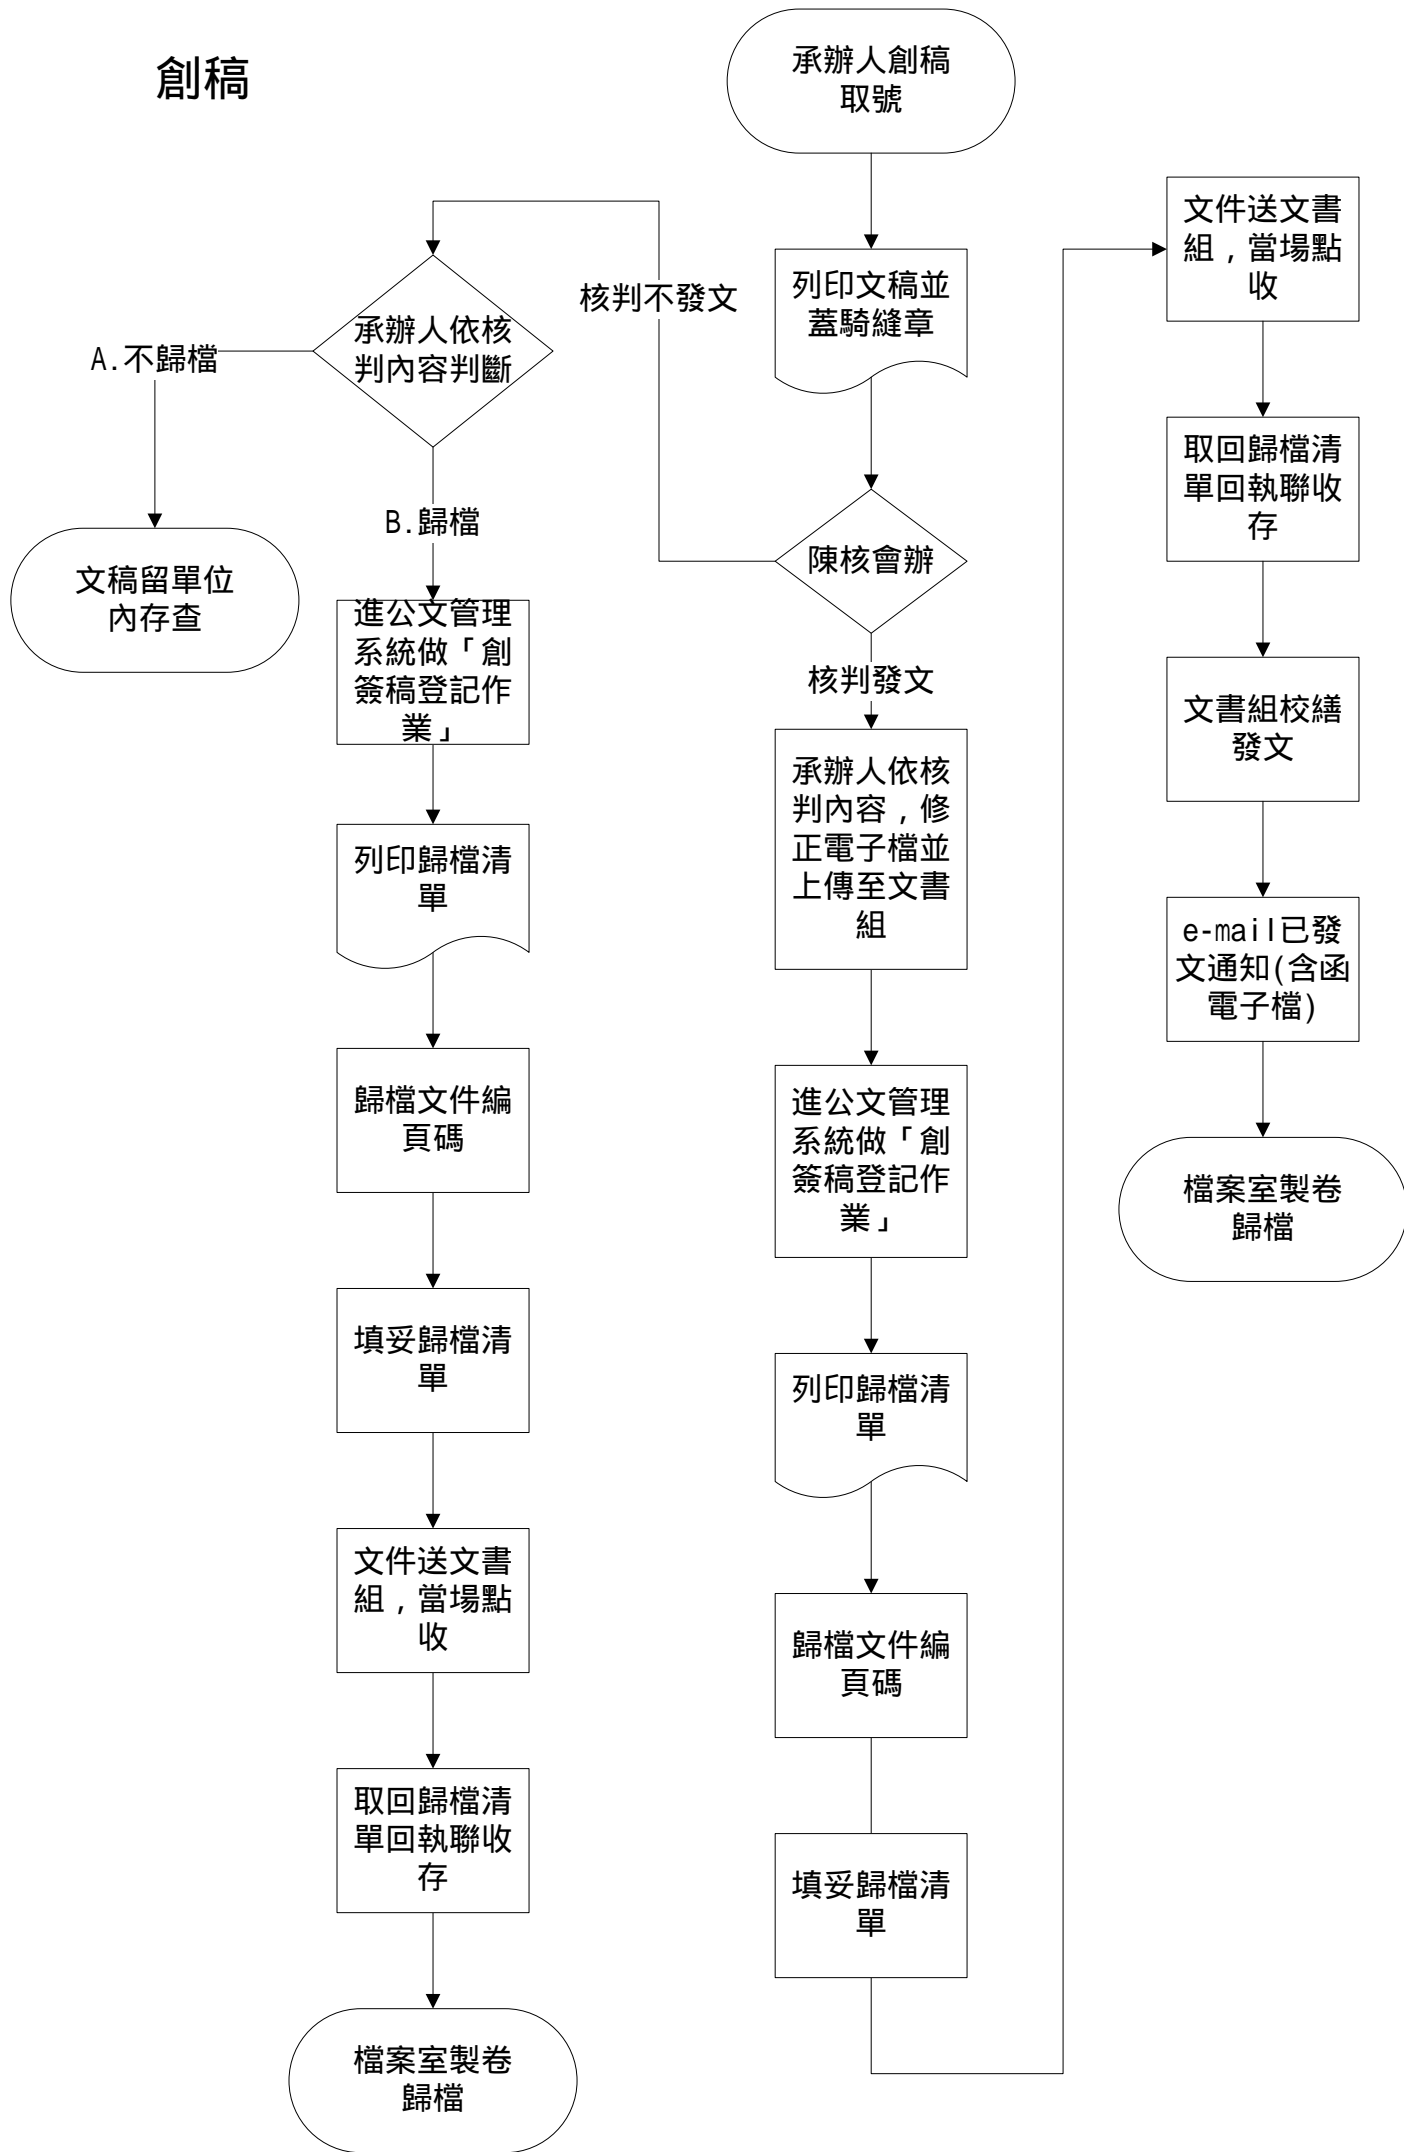 創稿
承辦人創稿
取號
列印文稿並
蓋騎縫章
陳核會辦
核判不發文
承辦人依核
判內容判斷
A.不歸檔
文稿留單位
內存查
B.歸檔
進公文管理
系統做「創
簽稿登記作
業」
列印歸檔清
單
歸檔文件編
頁碼
填妥歸檔清
單
文件送文書
組，當場點
收
取回歸檔清
單回執聯收
存
檔案室製卷
歸檔
核判發文
承辦人依核
判內容，修
正電子檔並
上傳至文書
組
進公文管理
系統做「創
簽稿登記作
業」
列印歸檔清
單
歸檔文件編
頁碼
填妥歸檔清
單
文件送文書
組，當場點
收
取回歸檔清
單回執聯收
存
文書組校繕
發文
e-mail已發
文通知(含函
電子檔)
檔案室製卷
歸檔